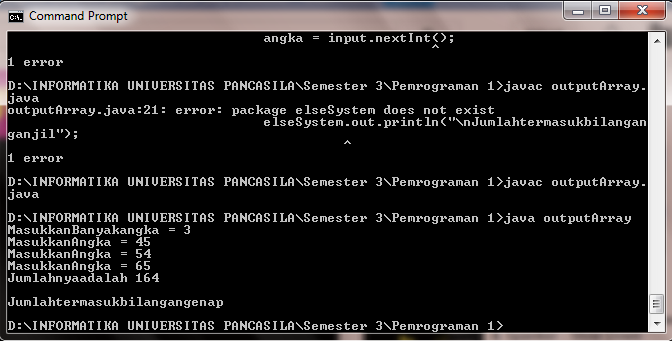 Command Prompt
angka = input.nextInt();
^
1 error
D:\INFORMATIKA UNIVERSITAS PANCASILA\Semester 3\Pemrograman 1>javac outputArray.
java
outputArray.java:21: error: package elseSystem does not exist
elseSystem.out.println("\nJumlahtermasukbilangan
ganjil");
^
1 error
D:\INFORMATIKA UNIVERSITAS PANCASILA\Semester 3\Pemrograman 1>javac outputArray.
java
D:\INFORMATIKA UNIVERSITAS PANCASILA\Semester 3\Pemrograman 1>java outputArray
MasukkanBanyakangka = 3
MasukkanAngka = 45
MasukkanAngka = 54
MasukkanAngka = 65
Jumlahnyaadalah 164
Jumlahtermasukbilangangenap
D:\INFORMATIKA UNIVERSITAS PANCASILA\Semester 3\Pemrograman 1>